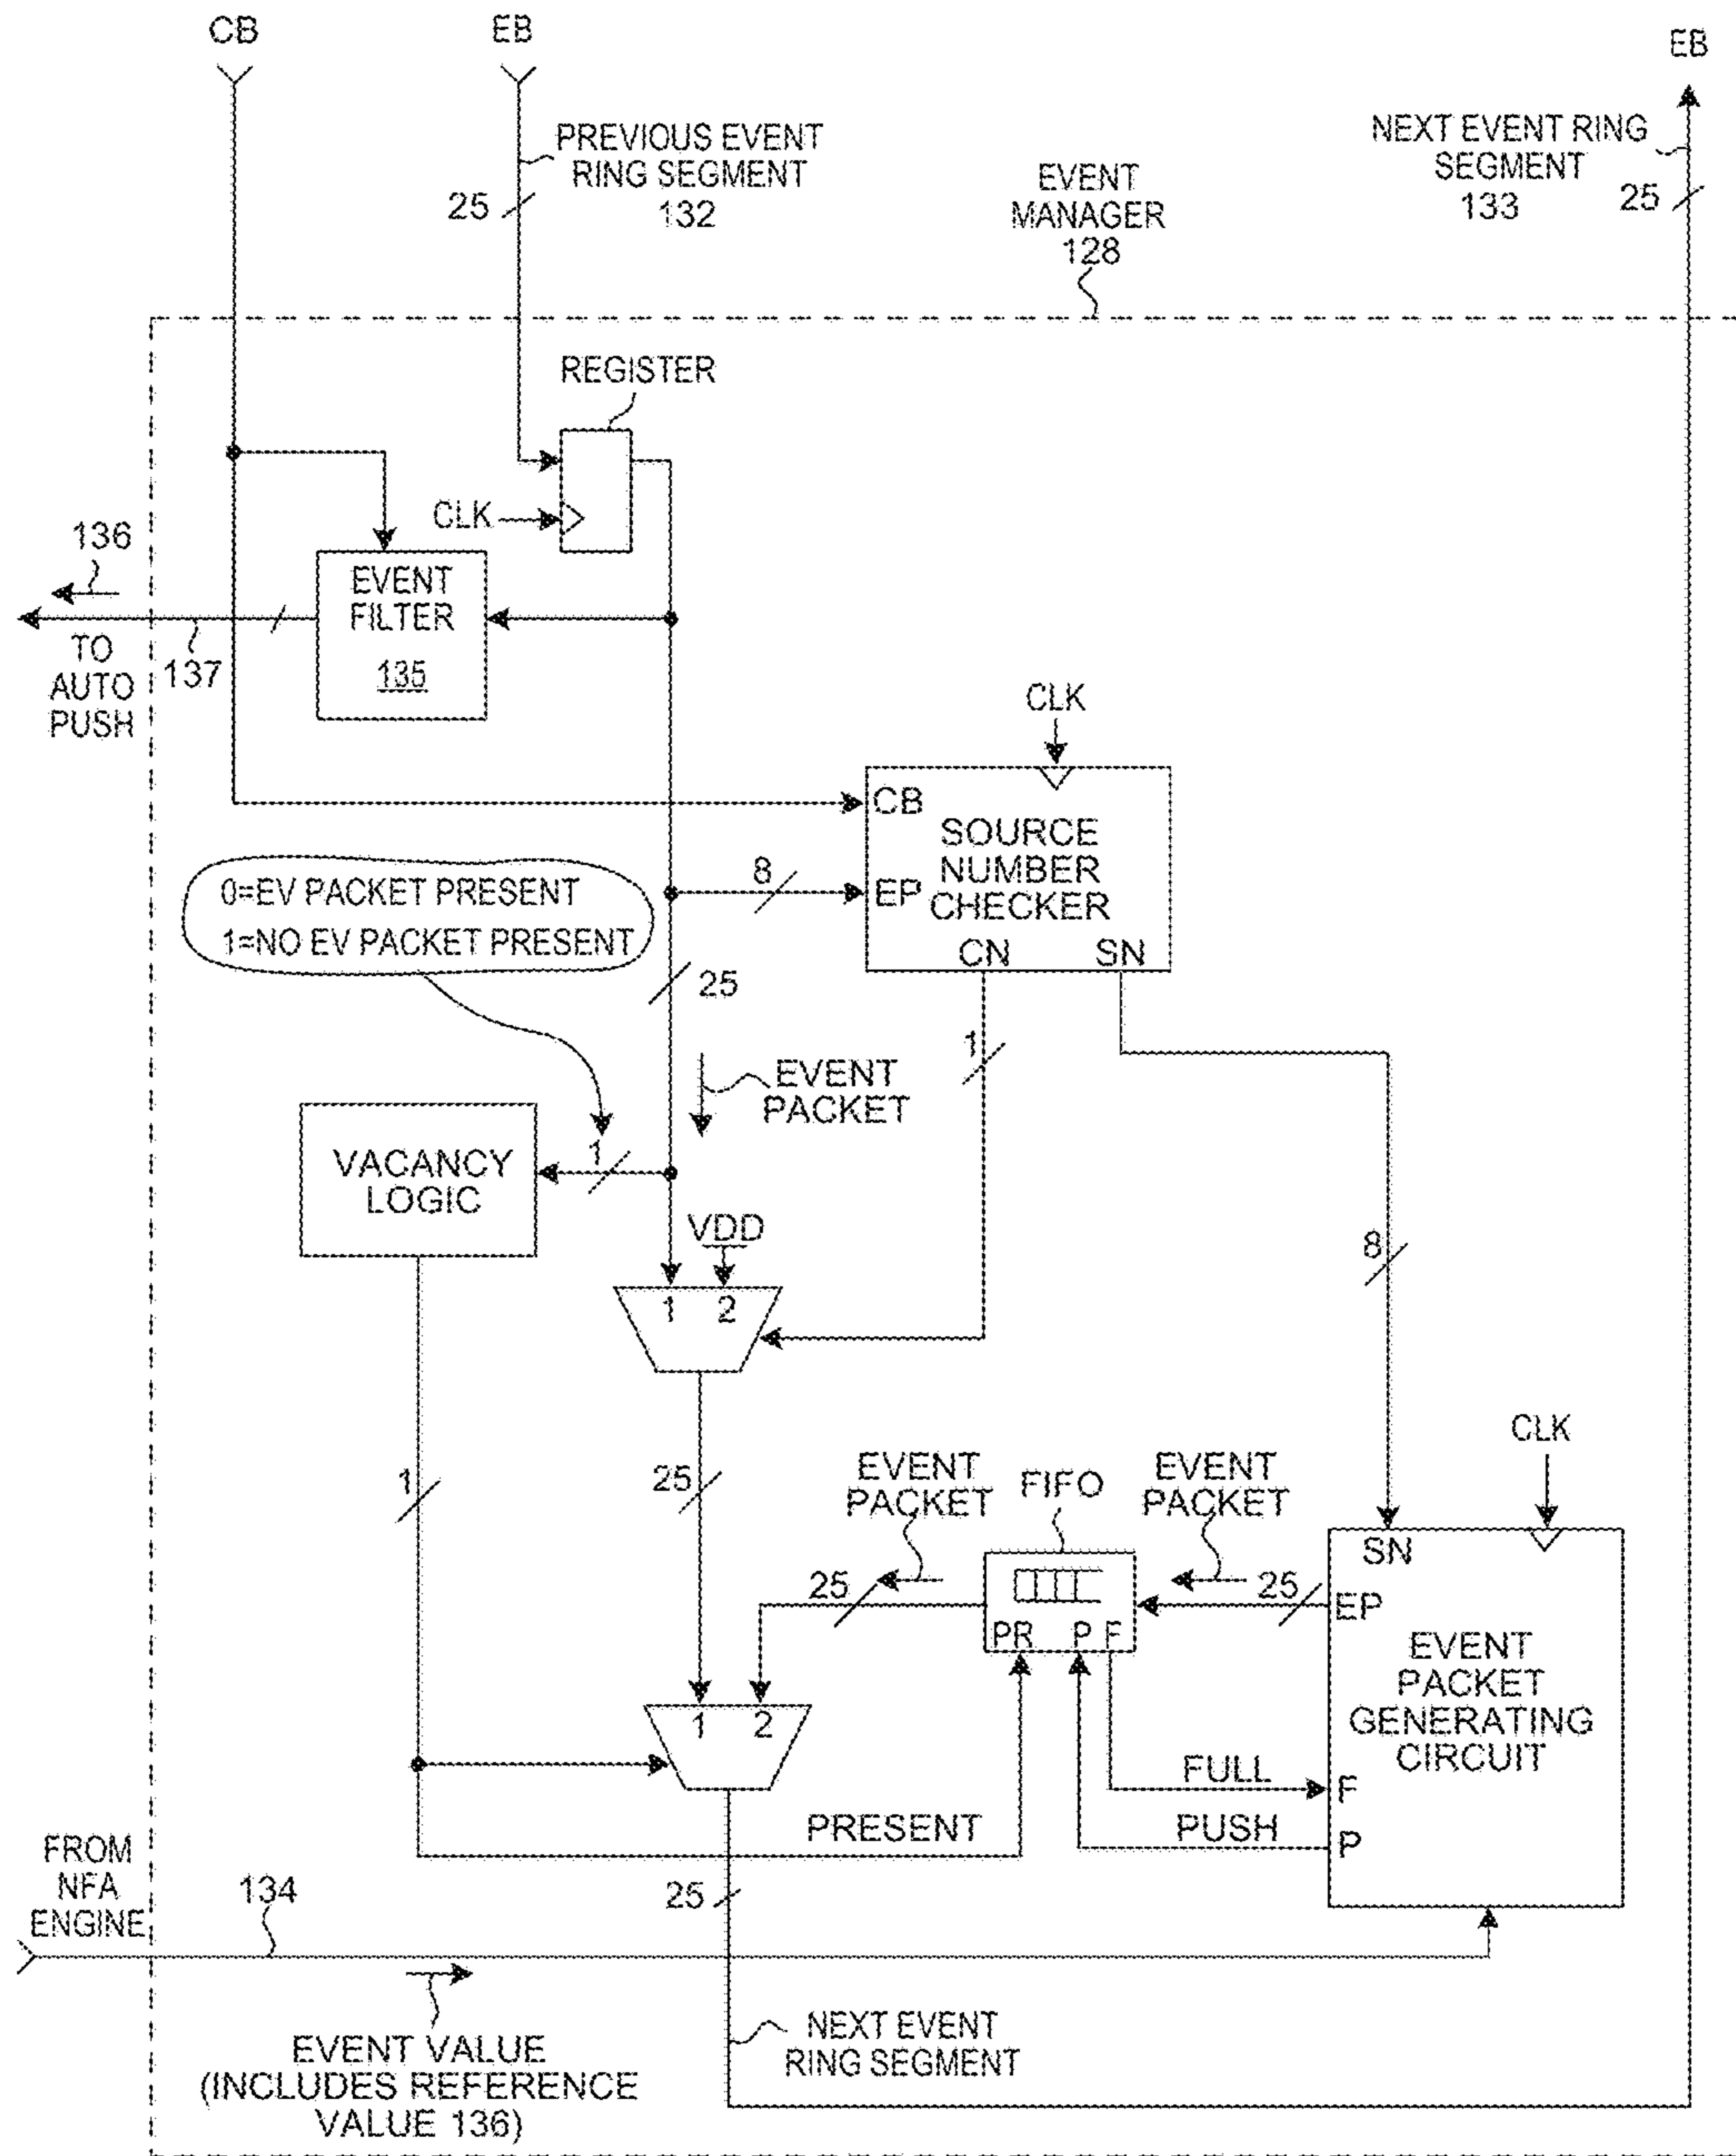 CB
EB
EB
PREVIOUS EVENT
RING SEGMENT
132
25
NEXT EVENT RING
SEGMENT
133
25
EVENT
MANAGER
128
REGISTER
CLK
136
EVENT
FILTER
135
TO
AUTO
PUSH
137
CLK
CB
SOURCE
NUMBER
CHECKER
EP
CN
SN
8
0=EV PACKET PRESENT
1=NO EV PACKET PRESENT
25
1
EVENT
PACKET
VACANCY
LOGIC
1
VDD
1
2
8
CLK
1
25
EVENT
PACKET
FIFO
EVENT
PACKET
SN
25
25
EP
PR
P
F
EVENT
PACKET
GENERATING
CIRCUIT
1
2
FULL
F
PRESENT
PUSH
P
FROM
NFA
ENGINE
134
25
EVENT VALUE
(INCLUDES REFERENCE
VALUE 136)
NEXT EVENT
RING SEGMENT